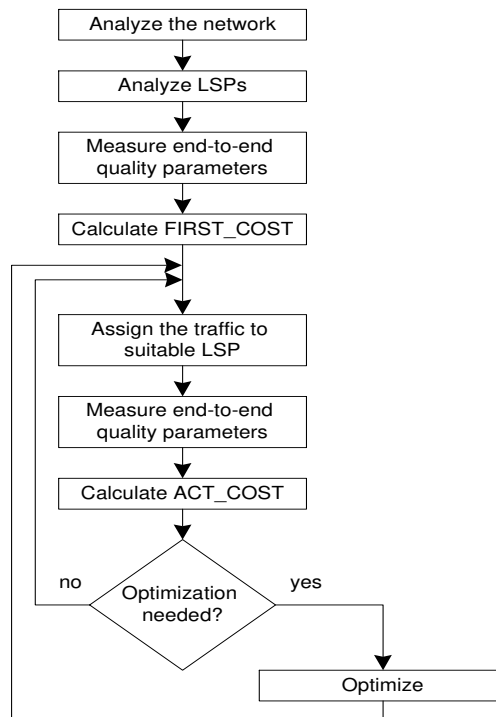 Analyze the network
Analyze LSPs
Measure end-to-end
quality parameters
Calculate FIRST_COST
Assign the traffic to
suitable LSP
Measure end-to-end
quality parameters
Calculate ACT_COST
no
Optimization
needed?
yes
Optimize